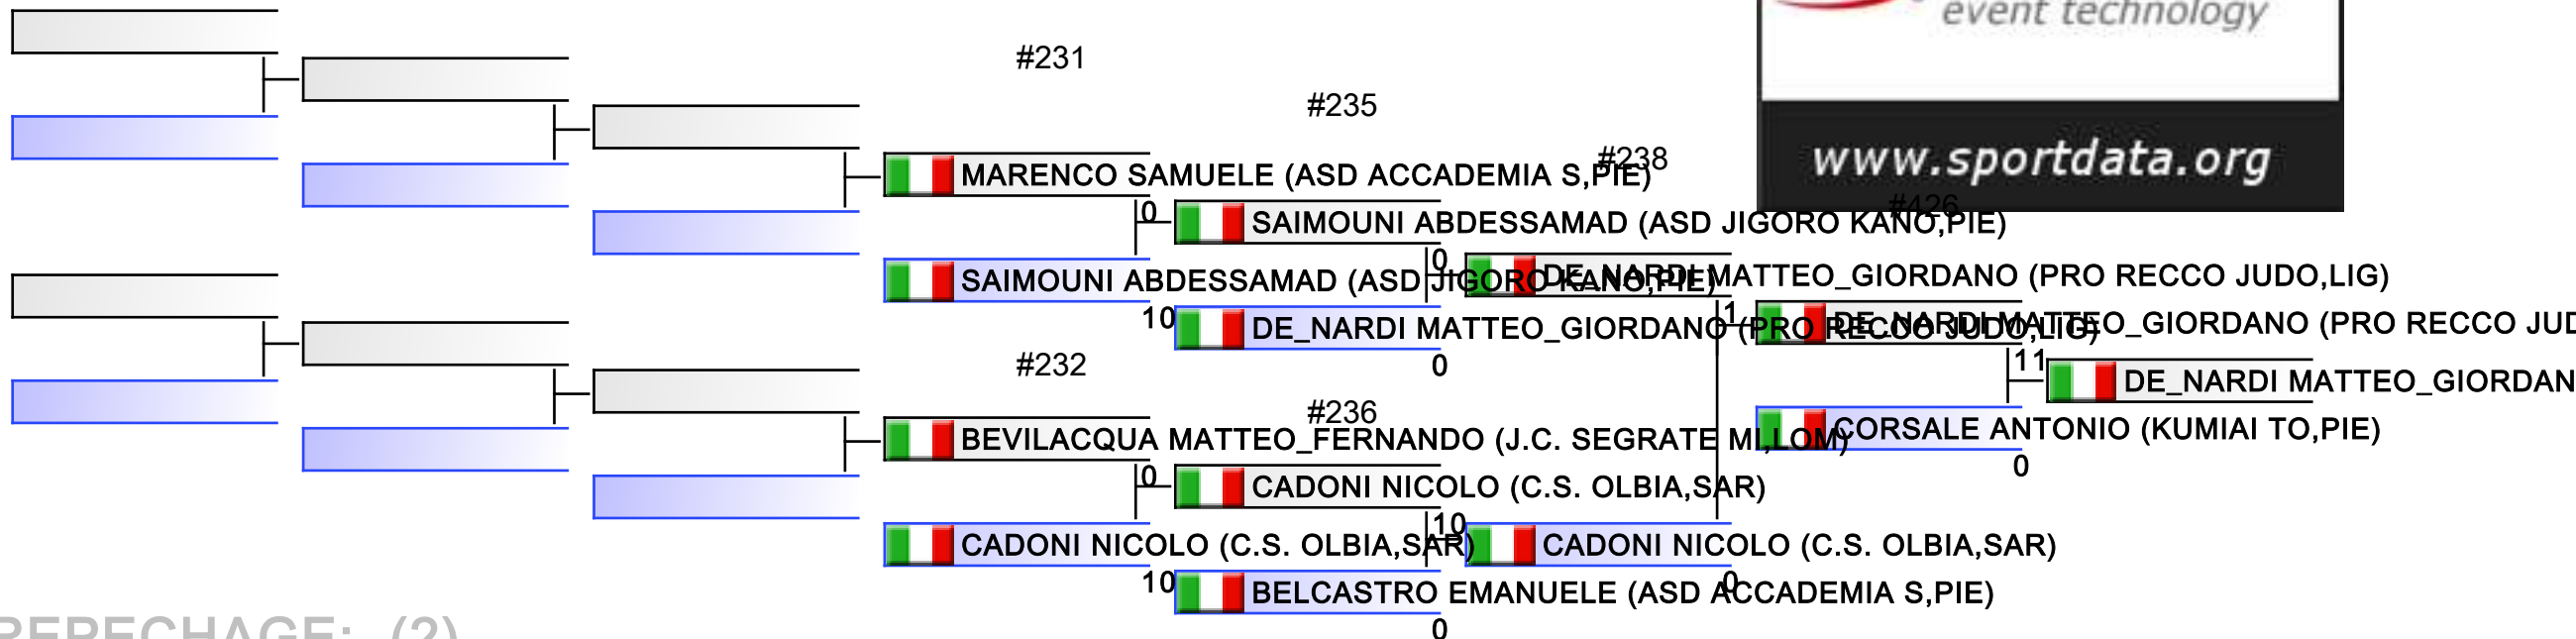 event technology
#231
#235
#238
www.sportdata.org
MARENCO SAMUELE (ASD ACCADEMIA S,PIE)
#426
0
SAIMOUNI ABDESSAMAD (ASD JIGORO KANO,PIE)
0
DE_NARDI MATTEO_GIORDANO (PRO RECCO JUDO,LIG)
SAIMOUNI ABDESSAMAD (ASD JIGORO KANO,PIE)
10
1
DE_NARDI MATTEO_GIORDANO (PRO RECCO JUD
DE_NARDI MATTEO_GIORDANO (PRO RECCO JUDO,LIG)
0
11
#232
DE_NARDI MATTEO_GIORDAN
#236
CORSALE ANTONIO (KUMIAI TO,PIE)
0
BEVILACQUA MATTEO_FERNANDO (J.C. SEGRATE MI,LOM)
0
CADONI NICOLO (C.S. OLBIA,SAR)
10
CADONI NICOLO (C.S. OLBIA,SAR)
CADONI NICOLO (C.S. OLBIA,SAR)
10
0
BELCASTRO EMANUELE (ASD ACCADEMIA S,PIE)
0
REPECHAGE: (2)